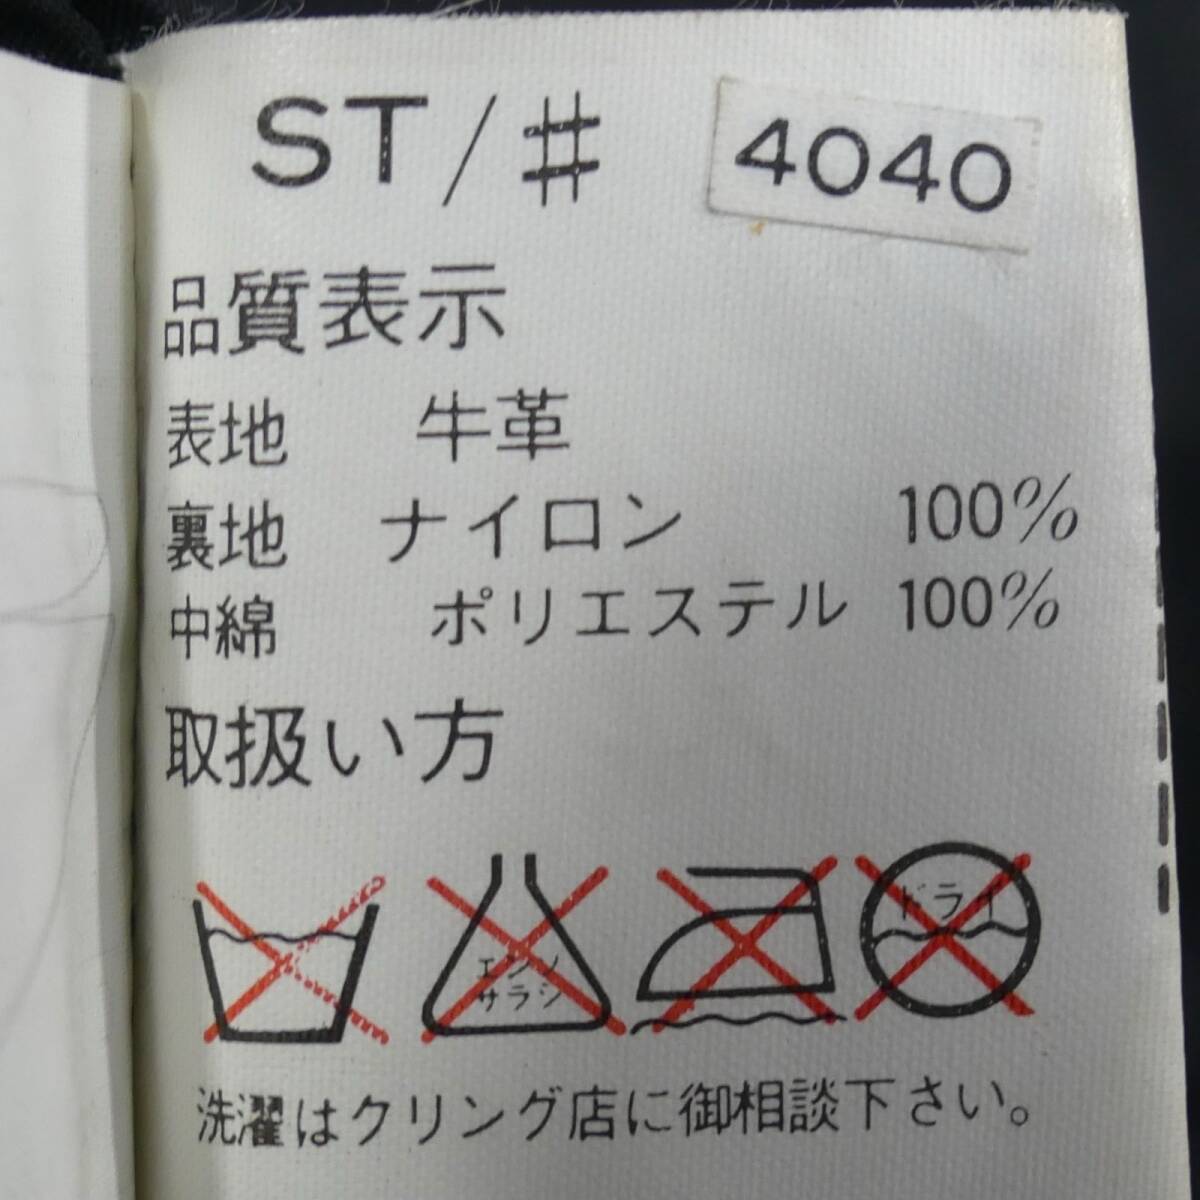 ST/# 4040
品質表示
表地 牛革
裏地 ナイロン 100%
中綿 ポリエステル 100%
取扱い方
エンソサラシ
ドライ
洗濯はクリング店に御相談下さい。